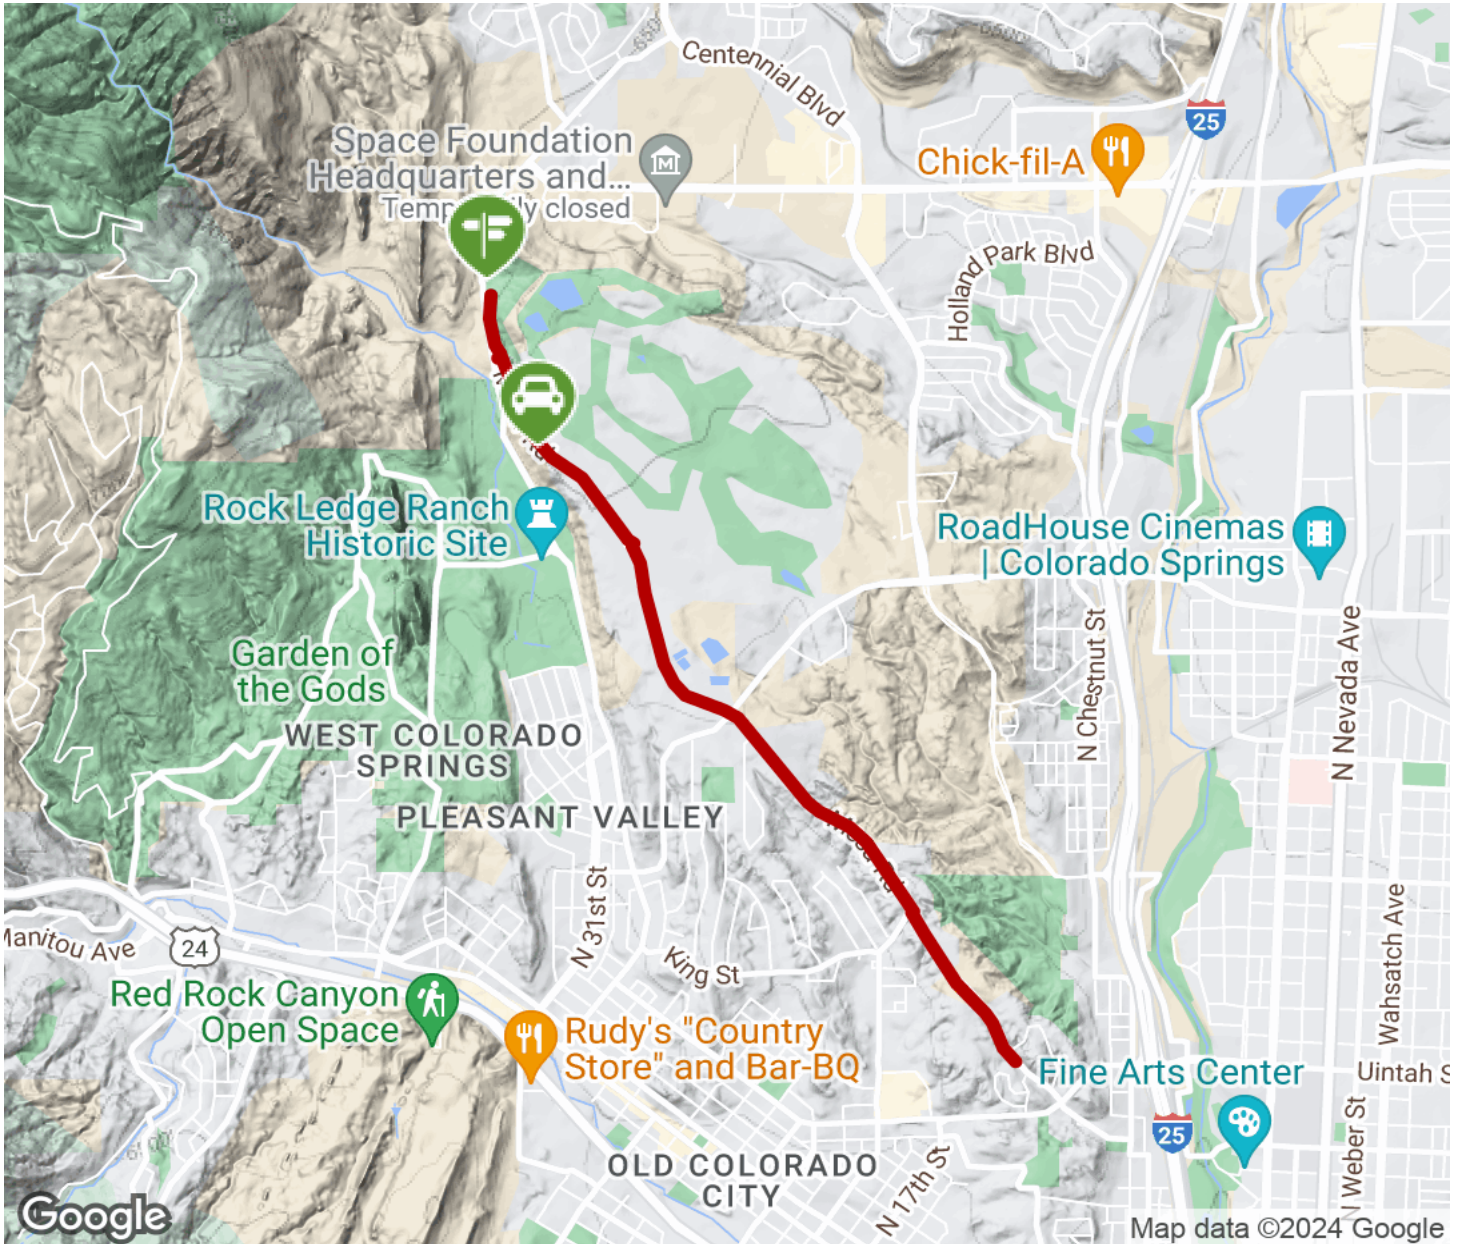 Centennial Blvd
25
Space Foundation
Headquarters and...
closed
Chick-fil-A
Holland Park Blvd
Rock Ledge Ranch
Historic Site
RoadHouse Cinemas
| Colorado Springs
Garden of
the Gods
WEST COLORADO
SPRINGS
N Chestnut St
N Nevada Ave
PLEASANT VALLEY
Mesa Rd
N 31st St
Manitou Ave
24
King St
Wahsatch Ave
Red Rock Canyon
Open Space
Rudy's "Country
Store" and Bar-BQ
Fine Arts Center
Uintah S
25
N Weber St
OLD COLORADO
CITY
N 17th St
Google
Map data ©2024 Google